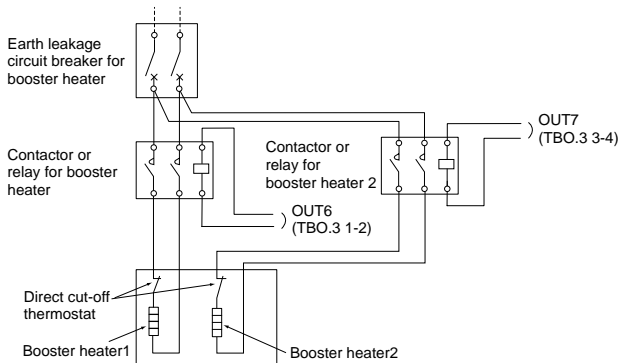 Earth leakage
circuit breaker for
booster heater
Contactor or
relay for booster
heater
Contactor or
relay for
booster heater 2
OUT7
(TBO.3 3-4)
OUT6
(TBO.3 1-2)
Direct cut-off
thermostat
Booster heater1
Booster heater2